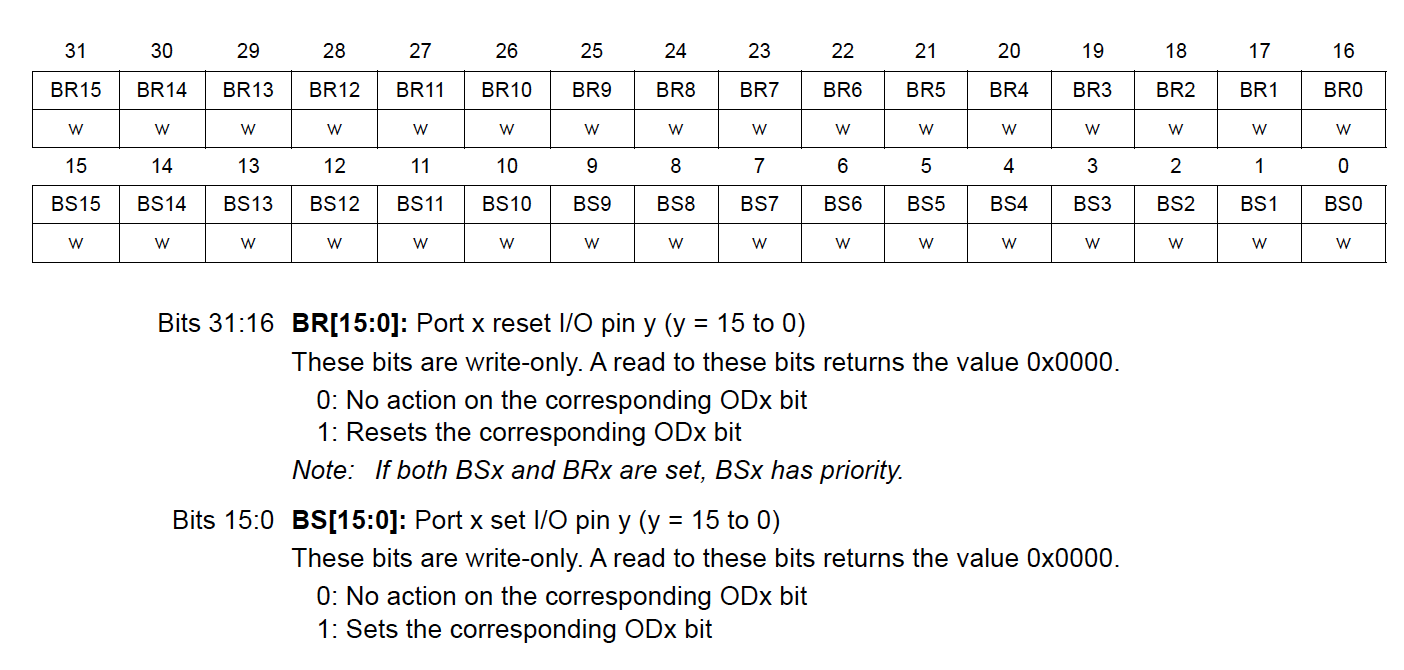 31 30 29 28 27 26 25 24 23 22 21 20 19 18 17 16
BR15 BR14 BR13 BR12 BR11 BR10 BR9 BR8 BR7 BR6 BR5 BR4 BR3 BR2 BR1 BR0
w w w w w w w w w w w w w w w w
15 14 13 12 11 10 9 8 7 6 5 4 3 2 1 0
BS15 BS14 BS13 BS12 BS11 BS10 BS9 BS8 BS7 BS6 BS5 BS4 BS3 BS2 BS1 BS0
w w w w w w w w w w w w w w w w
Bits 31:16 BR[15:0]: Port x reset I/O pin y (y = 15 to 0)
These bits are write-only. A read to these bits returns the value 0x0000.
0: No action on the corresponding ODx bit
1: Resets the corresponding ODx bit
Note: If both BSx and BRx are set, BSx has priority.
Bits 15:0 BS[15:0]: Port x set I/O pin y (y = 15 to 0)
These bits are write-only. A read to these bits returns the value 0x0000.
0: No action on the corresponding ODx bit
1: Sets the corresponding ODx bit